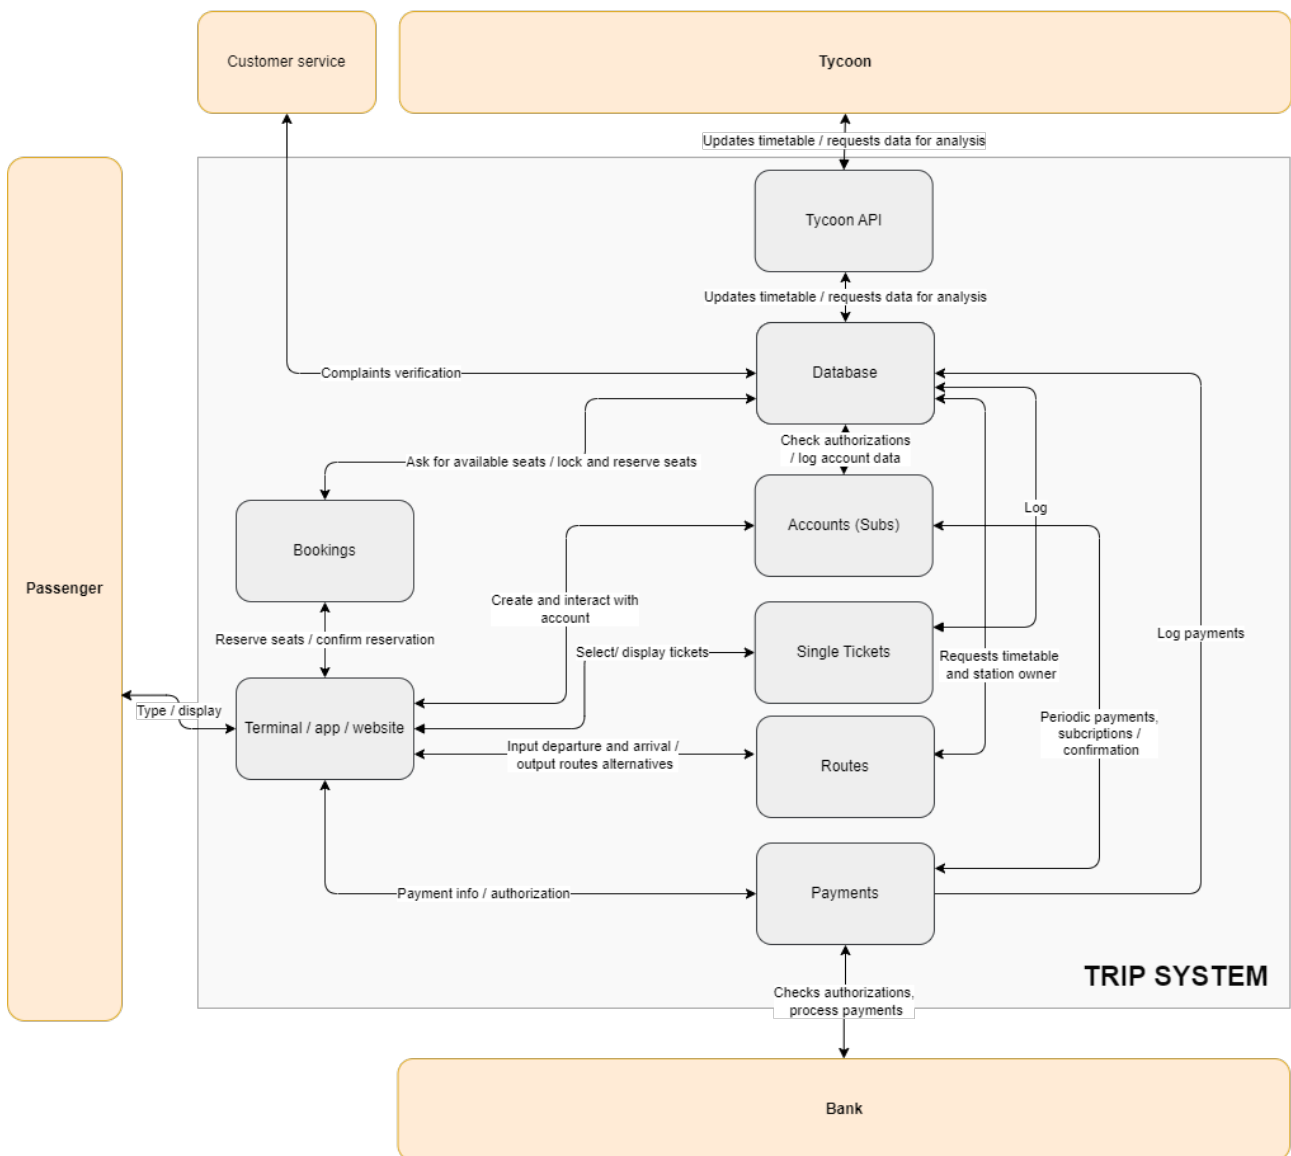 Customer service
Tycoon
Updates timetable / requests data for analysis
Tycoon API
Updates timetable / requests data for analysis
Database
Complaints verification
Check authorizations
/ log account data
Ask for available seats / lock and reserve seats
Accounts (Subs)
Log
Bookings
Passenger
Create and interact with
account
Reserve seats / confirm reservation
Select/ display tickets
Single Tickets
Log payments
Requests timetable
and station owner
Type / display
Terminal / app / website
Periodic payments,
subcriptions /
confirmation
Input departure and arrival /
output routes alternatives
Routes
Payment info / authorization
Payments
TRIP SYSTEM
Checks authorizations,
process payments
Bank